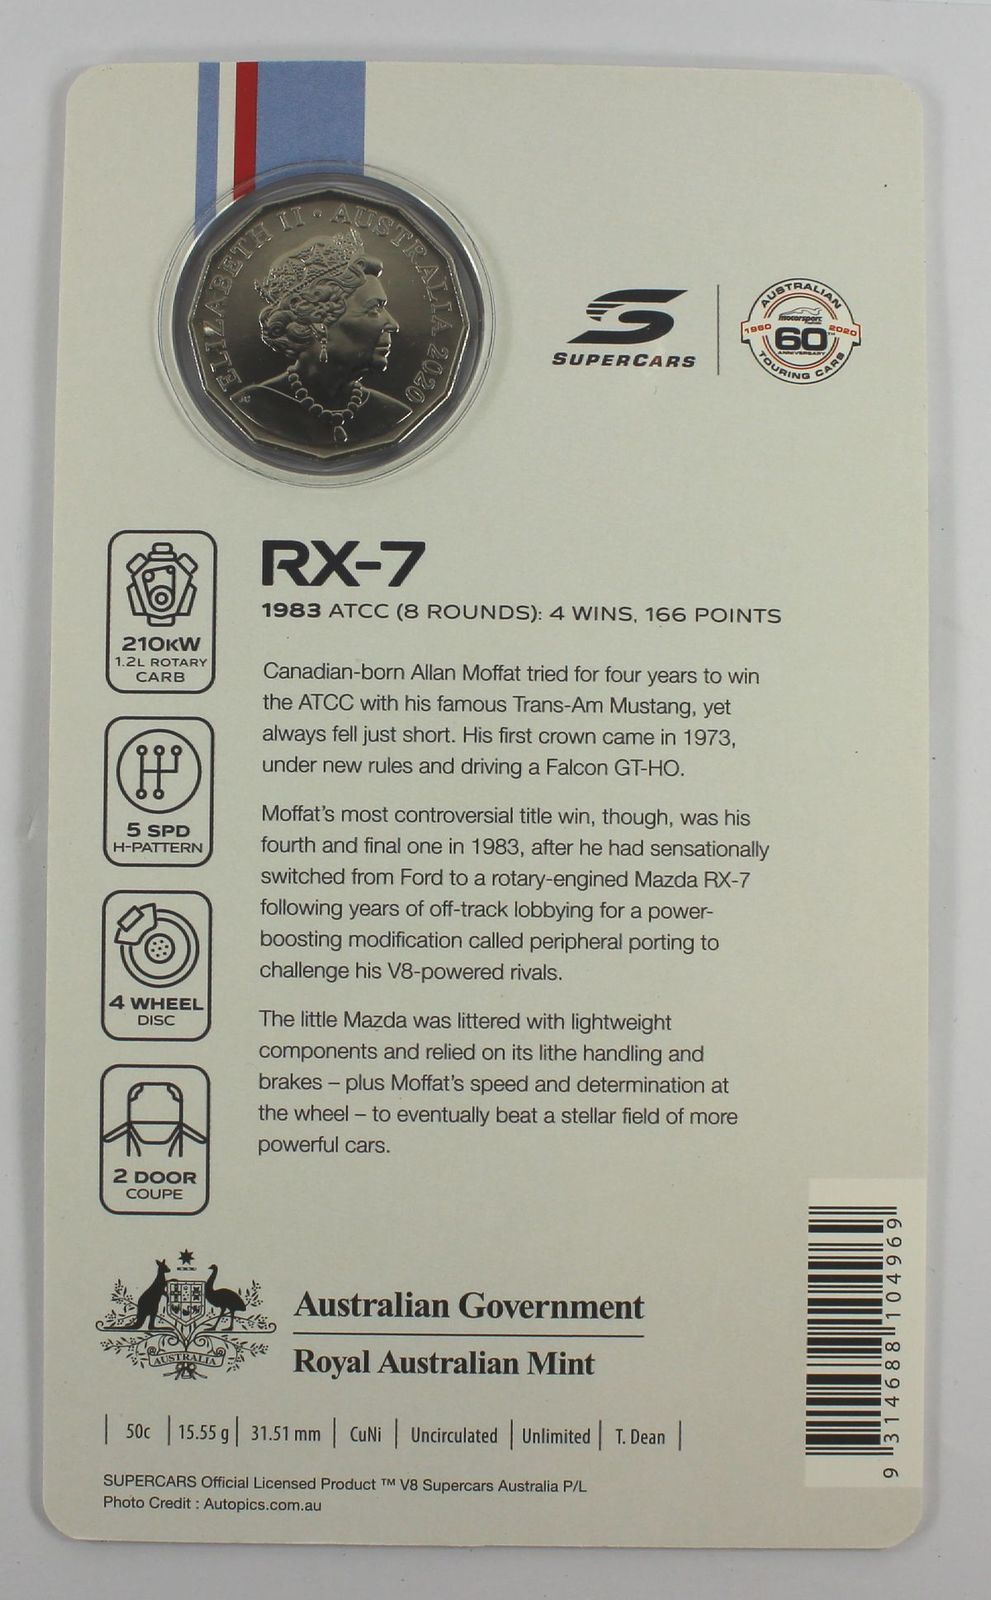 ELIZABETH II • AUSTRALIA 2020
SUPERCARS
AUSTRALIAN
motorsport
1960 60TH 2020
ANNIVERSARY
TOURING CARS
RX-7
1983 ATCC (8 ROUNDS): 4 WINS, 166 POINTS
210KW
1.2L ROTARY
CARB
5 SPD
H-PATTERN
4 WHEEL
DISC
2 DOOR
COUPE
Canadian-born Allan Moffat tried for four years to win
the ATCC with his famous Trans-Am Mustang, yet
always fell just short. His first crown came in 1973,
under new rules and driving a Falcon GT-HO.
Moffat's most controversial title win, though, was his
fourth and final one in 1983, after he had sensationally
switched from Ford to a rotary-engined Mazda RX-7
following years of off-track lobbying for a power-
boosting modification called peripheral porting to
challenge his V8-powered rivals.
The little Mazda was littered with lightweight
components and relied on its lithe handling and
brakes – plus Moffat's speed and determination at
the wheel – to eventually beat a stellar field of more
powerful cars.
AUSTRALIA
Australian Government
Royal Australian Mint
50c | 15.55 g | 31.51 mm | CuNi | Uncirculated | Unlimited | T. Dean
SUPERCARS Official Licensed Product ™ V8 Supercars Australia P/L
Photo Credit : Autopics.com.au
9 314688 104969